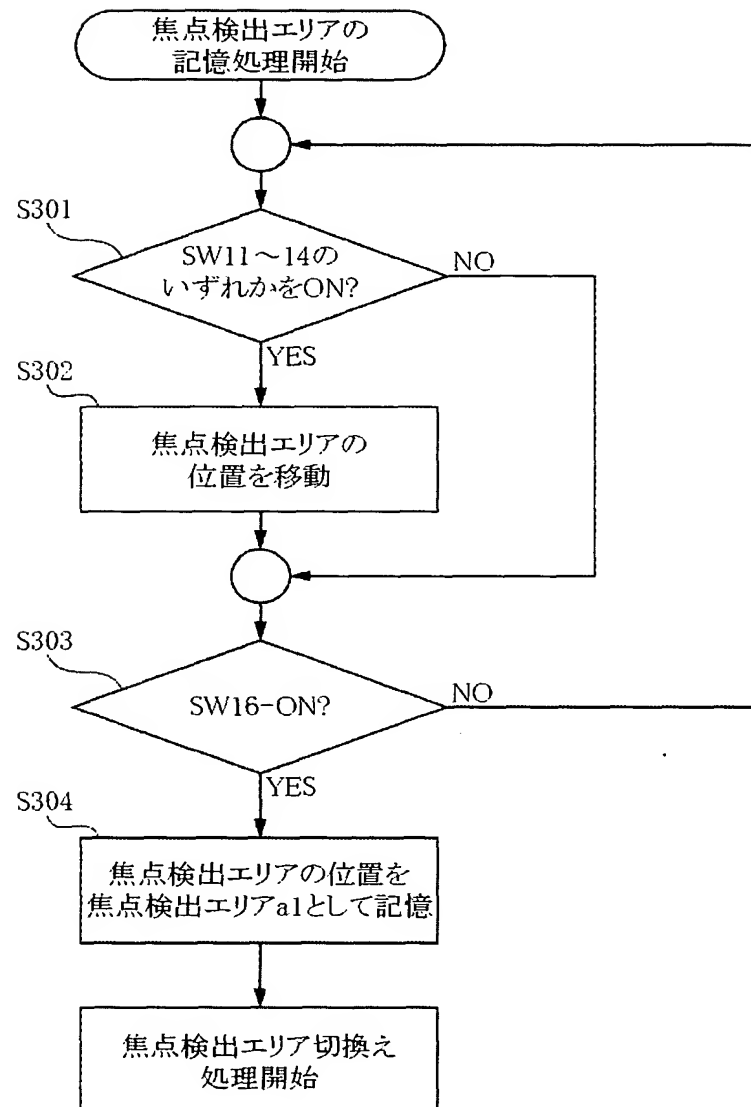 焦点検出エリアの
記憶処理開始
S301
SW11～14の
いずれかをON?
NO
YES
S302
焦点検出エリアの
位置を移動
S303
SW16-ON?
NO
YES
S304
焦点検出エリアの位置を
焦点検出エリアa1として記憶
焦点検出エリア切換え
処理開始